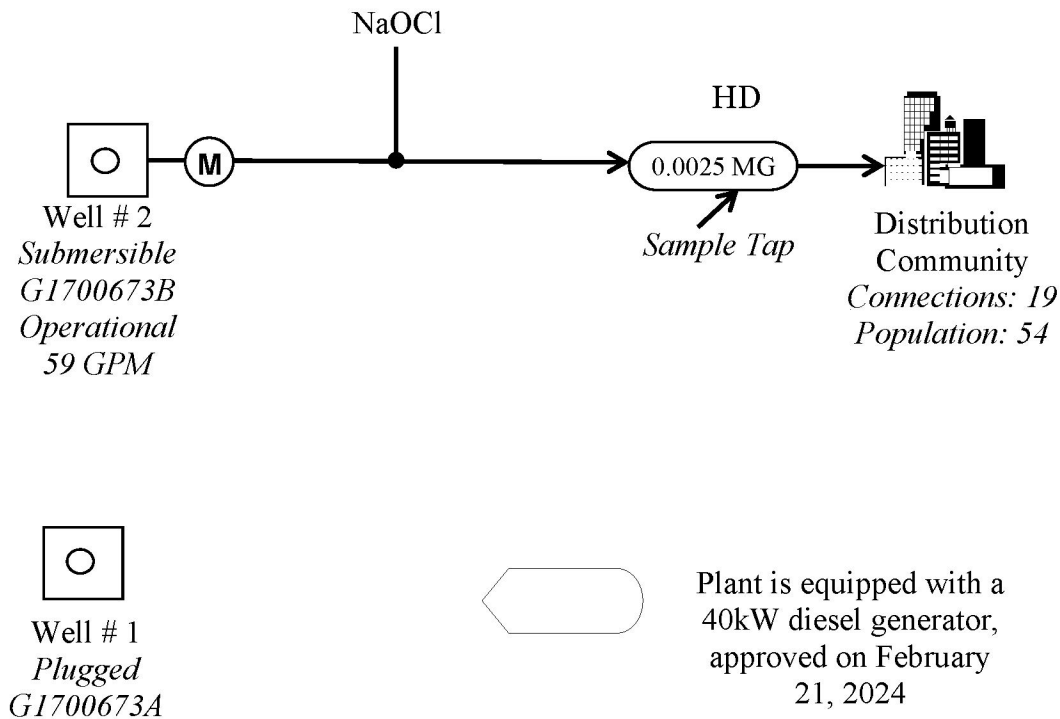 NaOCl
HD
M
0.0025 MG
Sample Tap
Well # 2
Submersible
G1700673B
Operational
59 GPM
Distribution
Community
Connections: 19
Population: 54
Well # 1
Plugged
G1700673A
Plant is equipped with a
40kW diesel generator,
approved on February
21, 2024